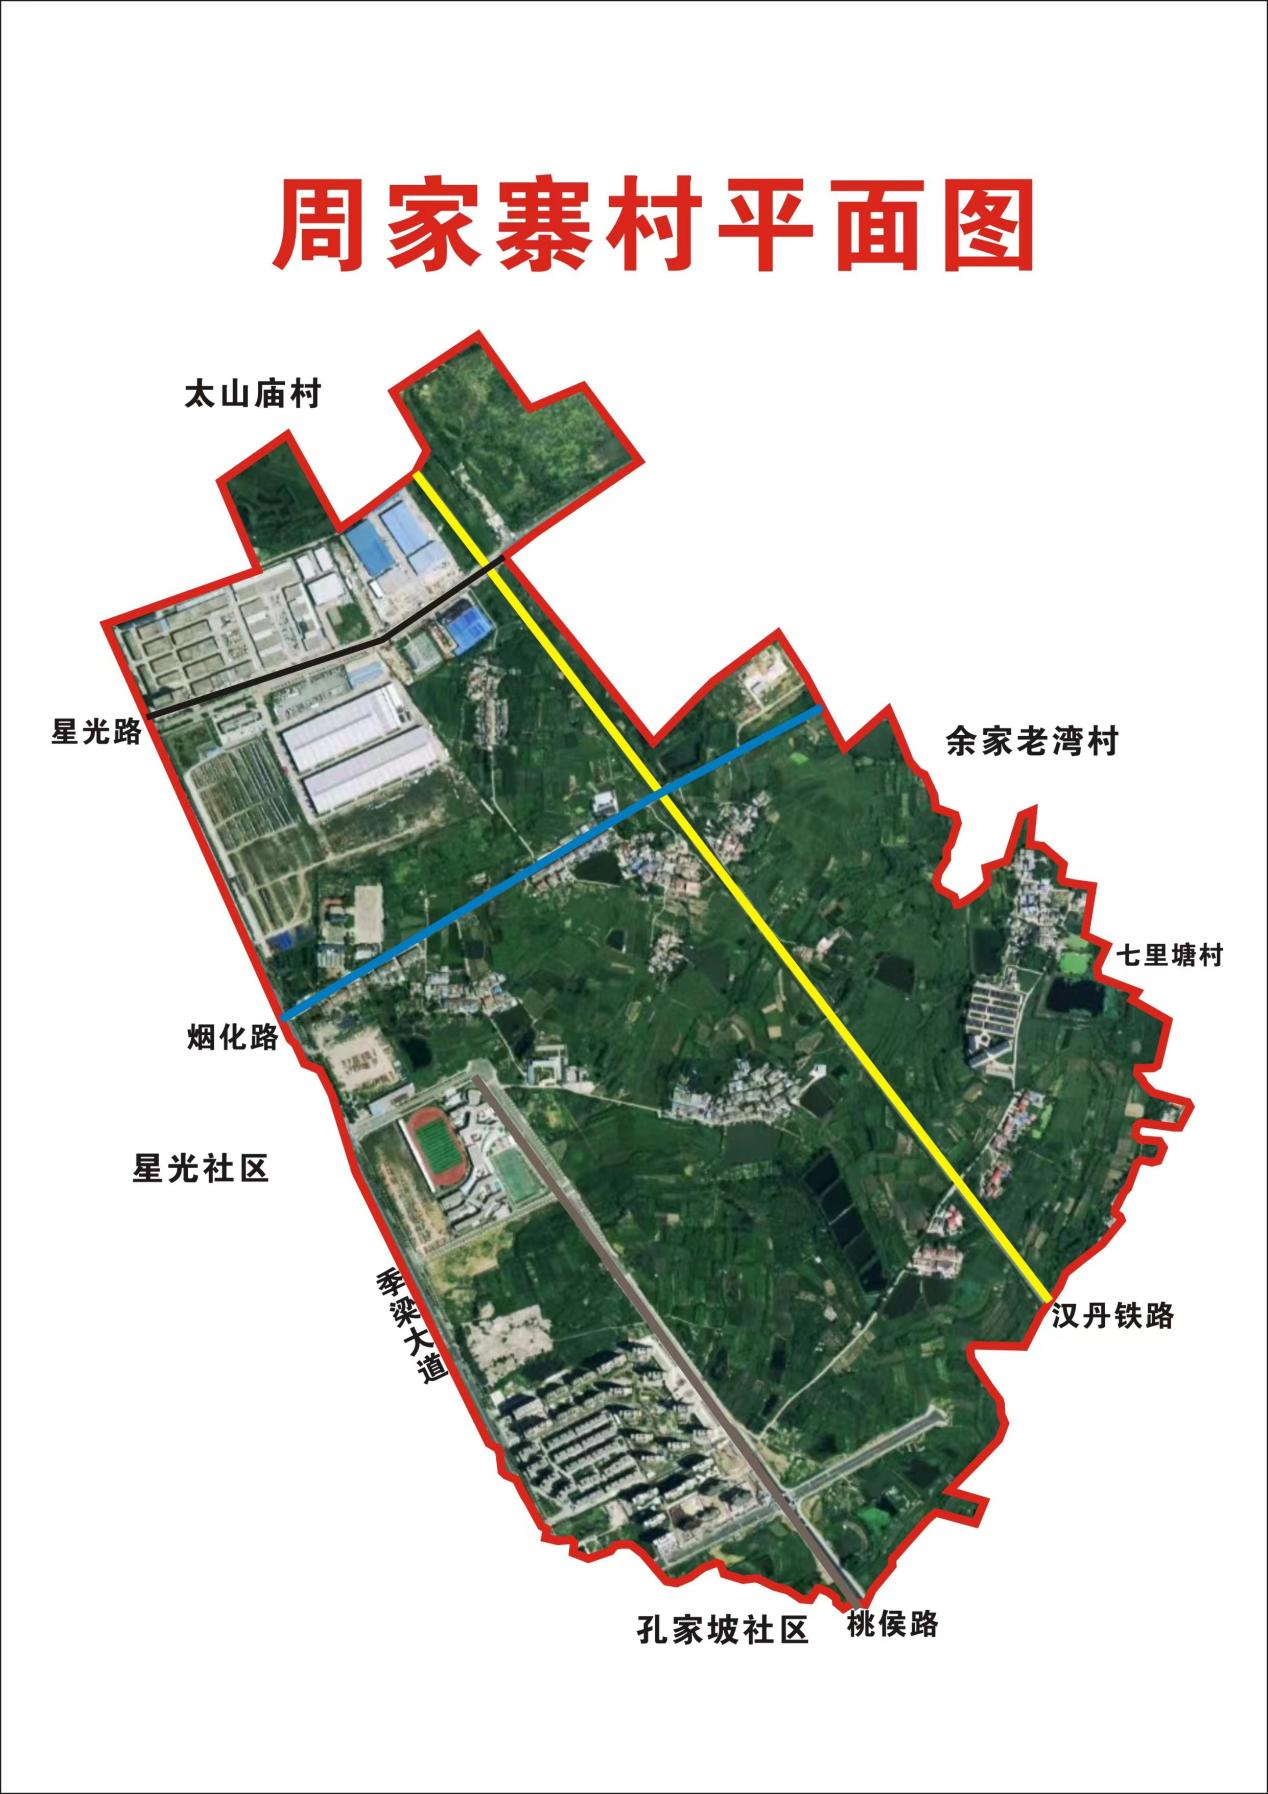 周家寨村平面图
太山庙村
星光路
余家老湾村
七里塘村
烟化路
星光社区
季梁大道
汉丹铁路
孔家坡社区
桃侯路